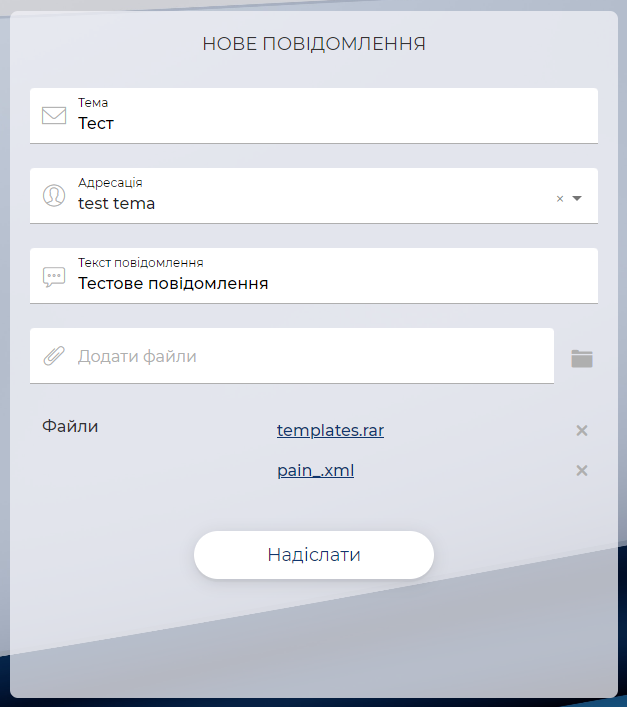 НОВЕ ПОВІДОМЛЕННЯ
Тема
Тест
Адресація
test tema
Текст повідомлення
Тестове повідомлення
Додати файли
Файли
templates.rar
pain_.xml
Надіслати